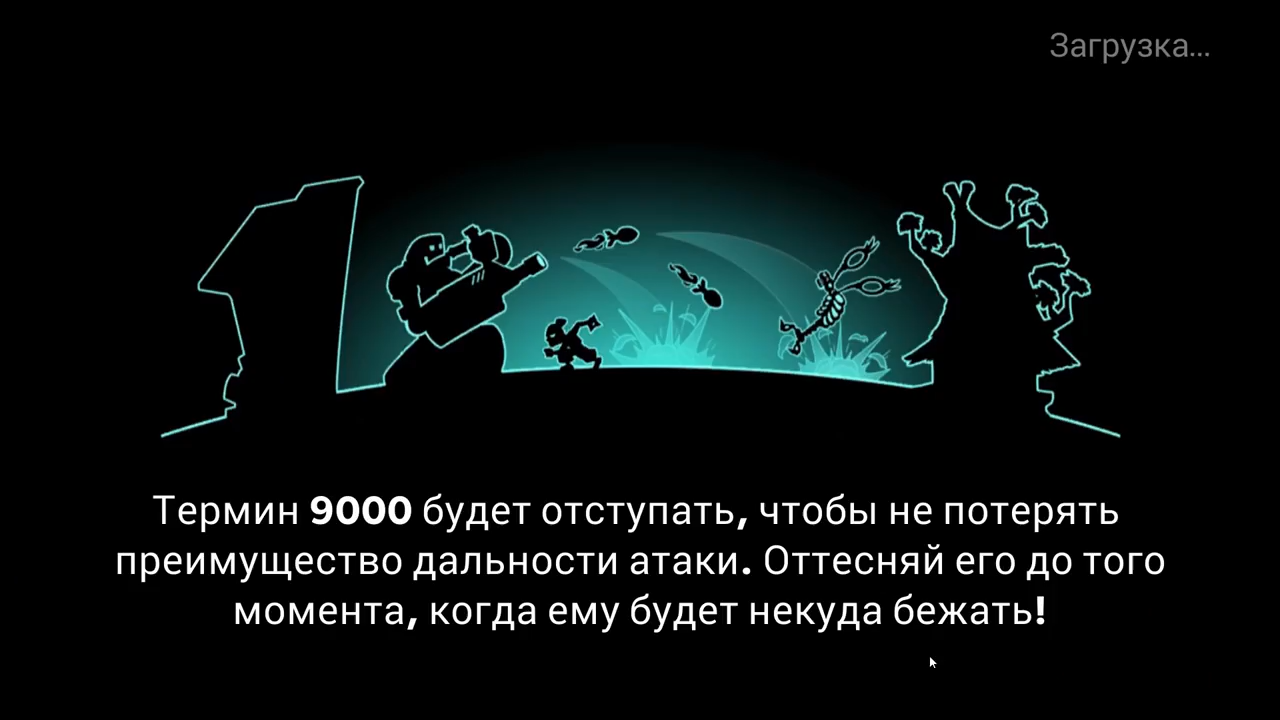 Загрузка...
Термин 9000 будет отступать, чтобы не потерять
преимущество дальности атаки. Оттесняй его до того
момента, когда ему будет некуда бежать!